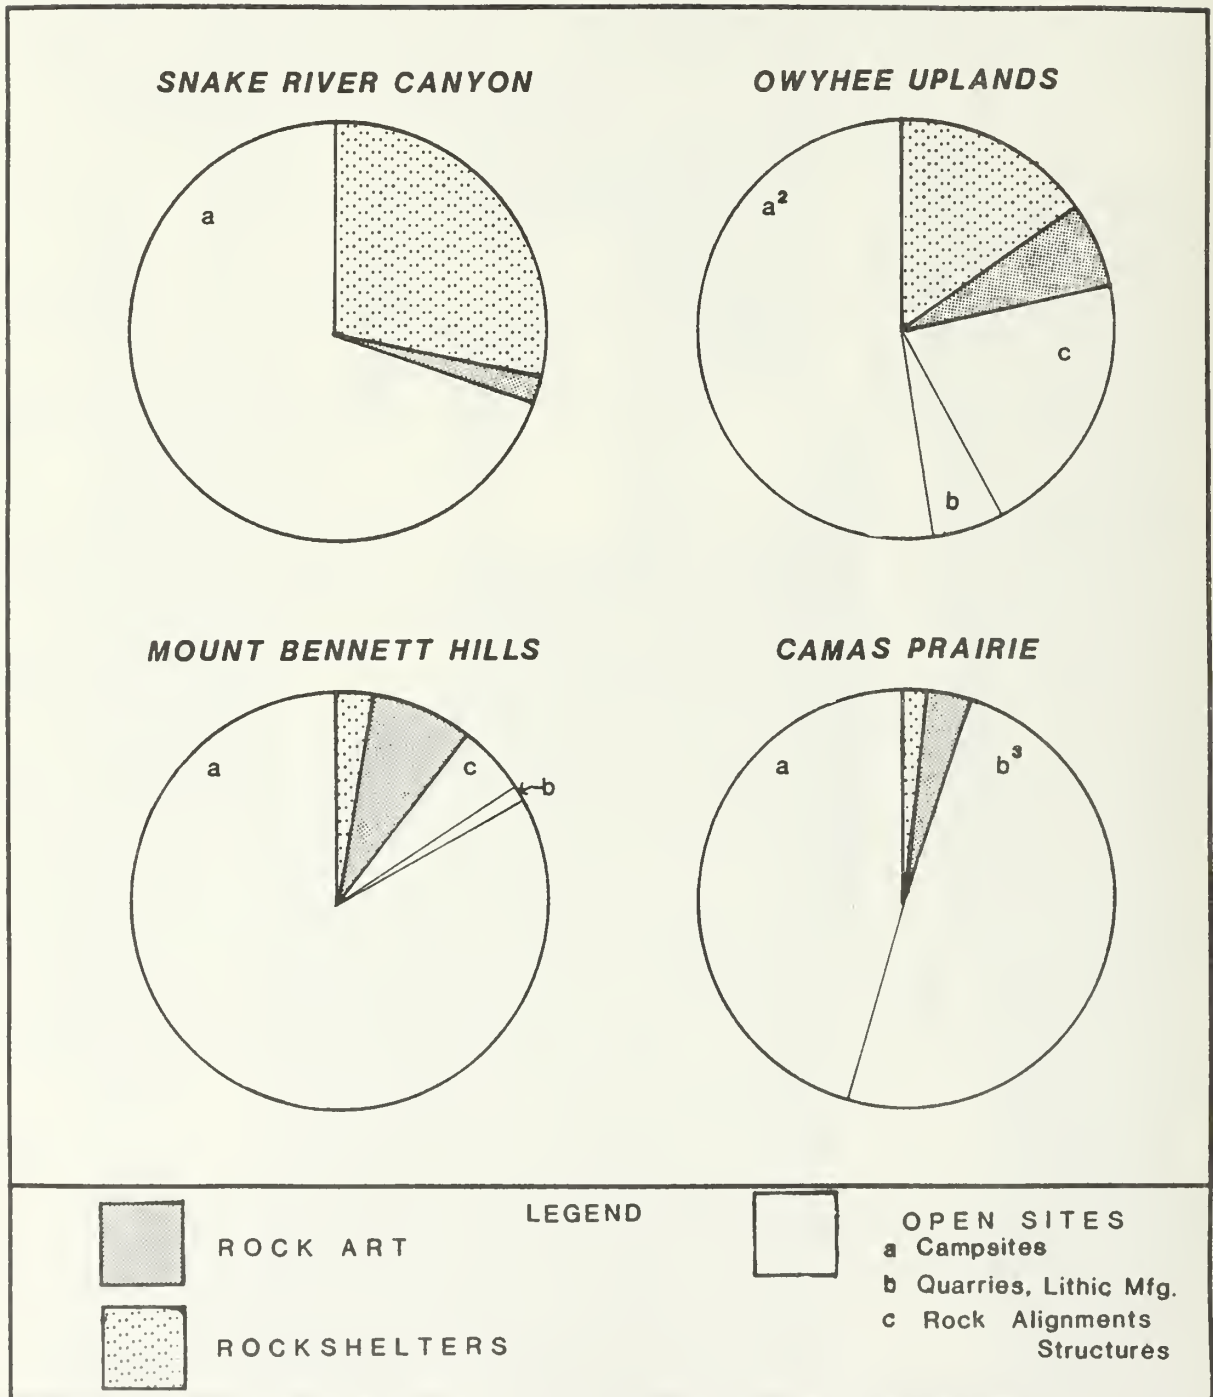 SNAKE RIVER CANYON
a
OWYHEE UPLANDS
a²
c
b
MOUNT BENNETT HILLS
a
c
b
CAMAS PRAIRIE
a
b³
LEGEND
ROCK ART
ROCKSHELTERS
OPEN SITES
a Campsites
b Quarries, Lithic Mfg.
c Rock Alignments
Structures